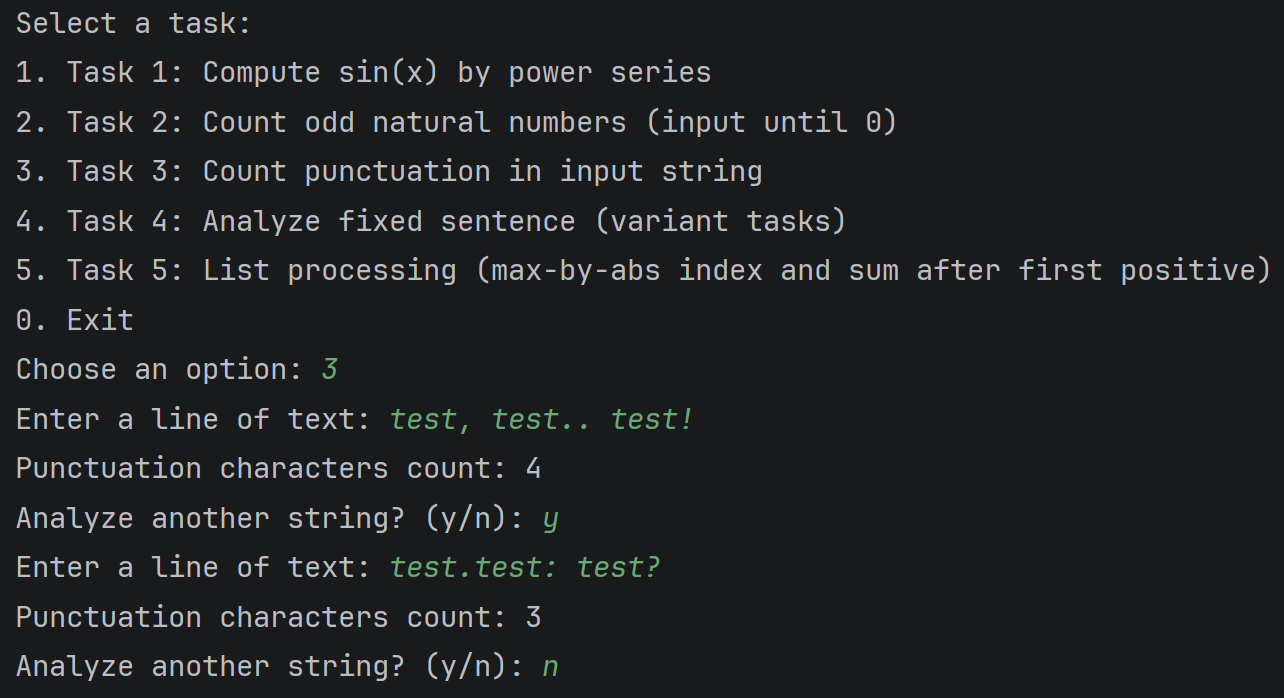 Select a task:
1. Task 1: Compute sin(x) by power series
2. Task 2: Count odd natural numbers (input until 0)
3. Task 3: Count punctuation in input string
4. Task 4: Analyze fixed sentence (variant tasks)
5. Task 5: List processing (max-by-abs index and sum after first positive)
0. Exit
Choose an option: 3
Enter a line of text: test, test.. test!
Punctuation characters count: 4
Analyze another string? (y/n): y
Enter a line of text: test.test: test?
Punctuation characters count: 3
Analyze another string? (y/n): n